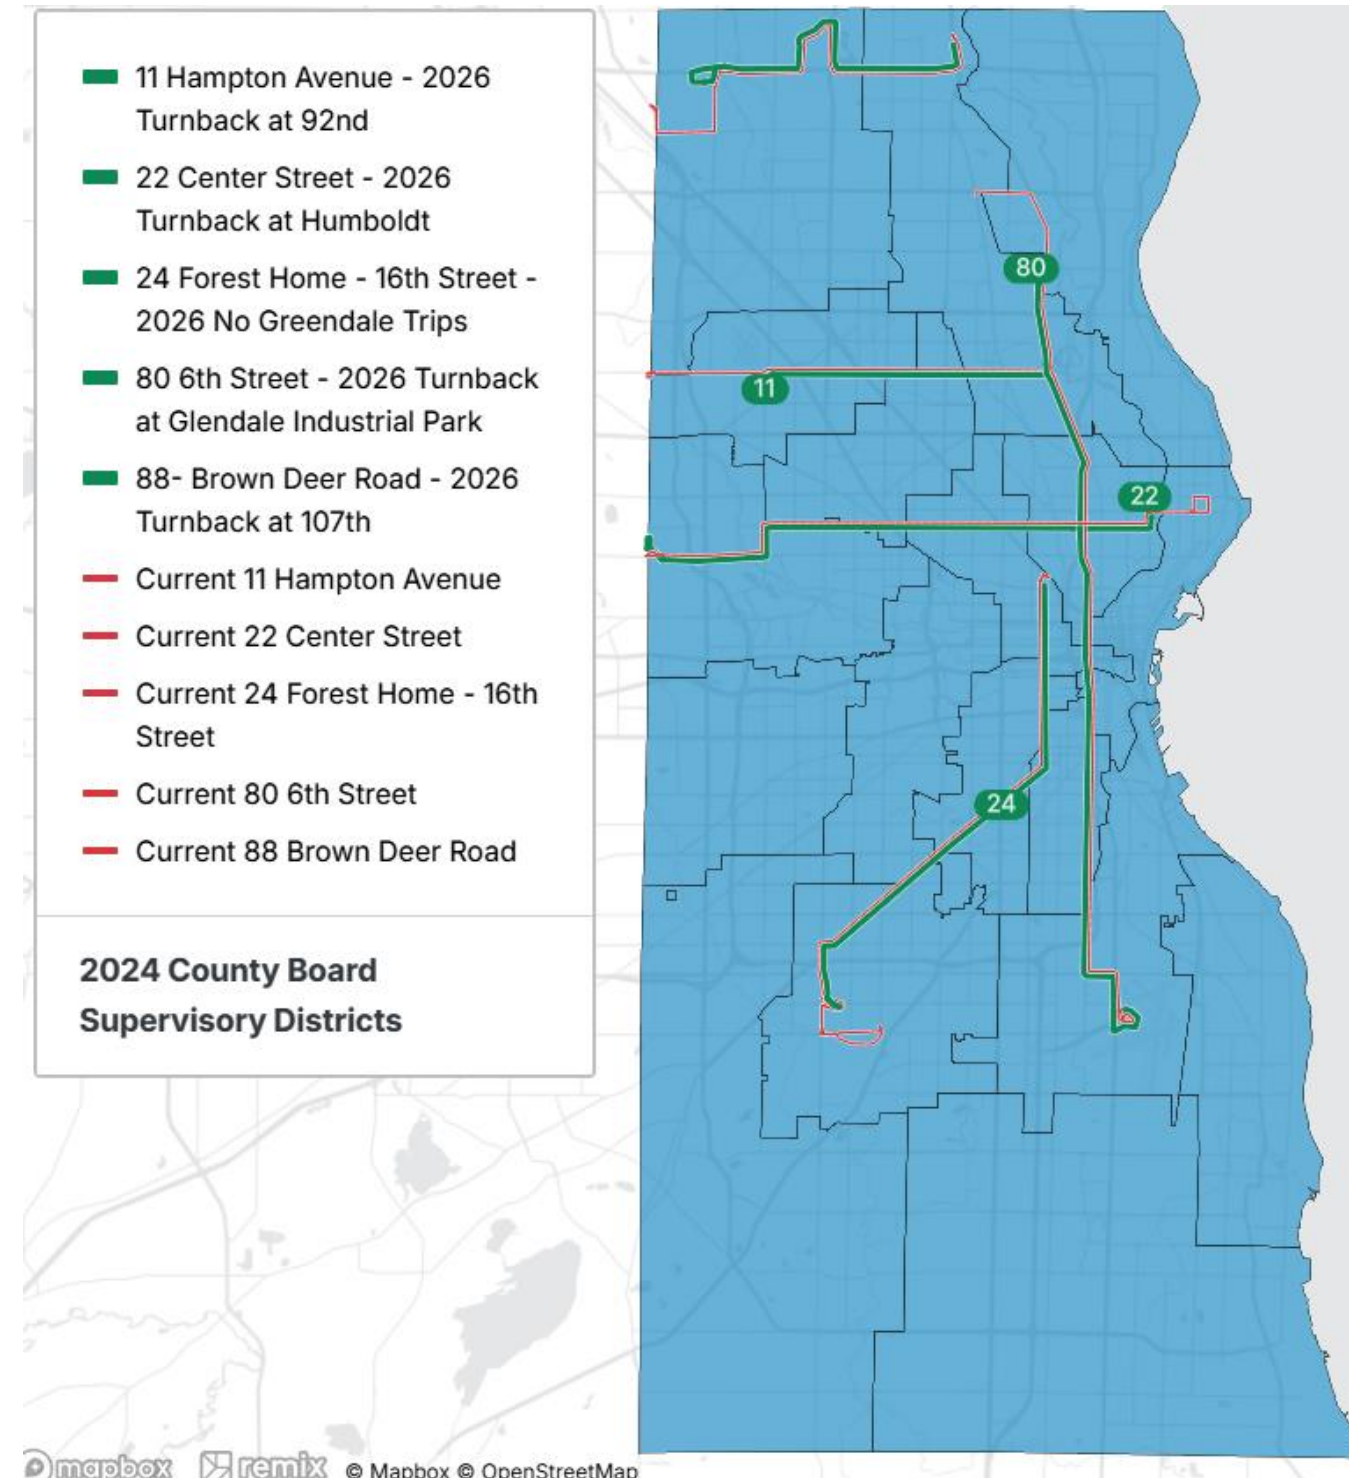 11 Hampton Avenue - 2026
Turnback at 92nd
22 Center Street - 2026
Turnback at Humboldt
24 Forest Home - 16th Street -
2026 No Greendale Trips
80 6th Street - 2026 Turnback
at Glendale Industrial Park
88- Brown Deer Road - 2026
Turnback at 107th
Current 11 Hampton Avenue
Current 22 Center Street
Current 24 Forest Home - 16th
Street
Current 80 6th Street
Current 88 Brown Deer Road
2024 County Board
Supervisory Districts
80
11
22
24
mapbox remix © Mapbox © OpenStreetMap